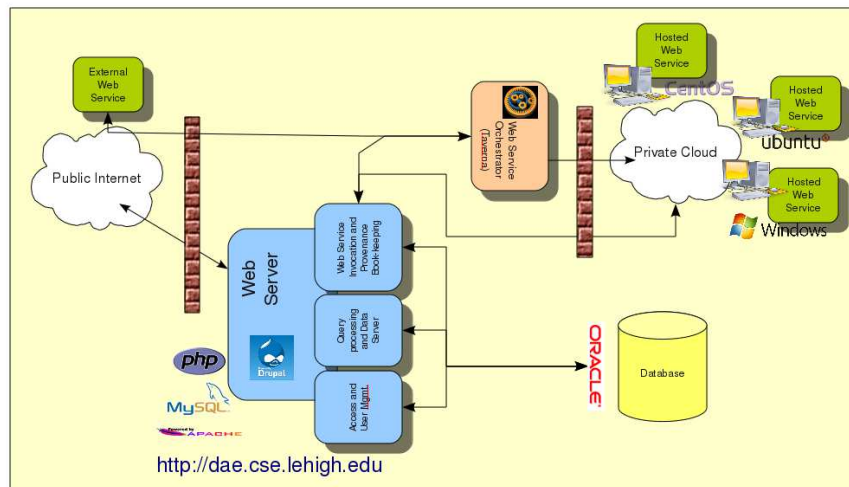 External
Web
Service
Public Internet
Web Service
Orchestrator
(Taverna)
Hosted
Web
Service
CentOS
Hosted
Web
Service
ubuntu
Private Cloud
Hosted
Web
Service
Windows
Web
Server
Web Service
Invocation and
Provenance
Book-keeping
Query
processing
and Data
Server
Access and
User Mgmt.
Drupal
php
MySQL
Powered by
APACHE
ORACLE
Database
http://dae.cse.lehigh.edu